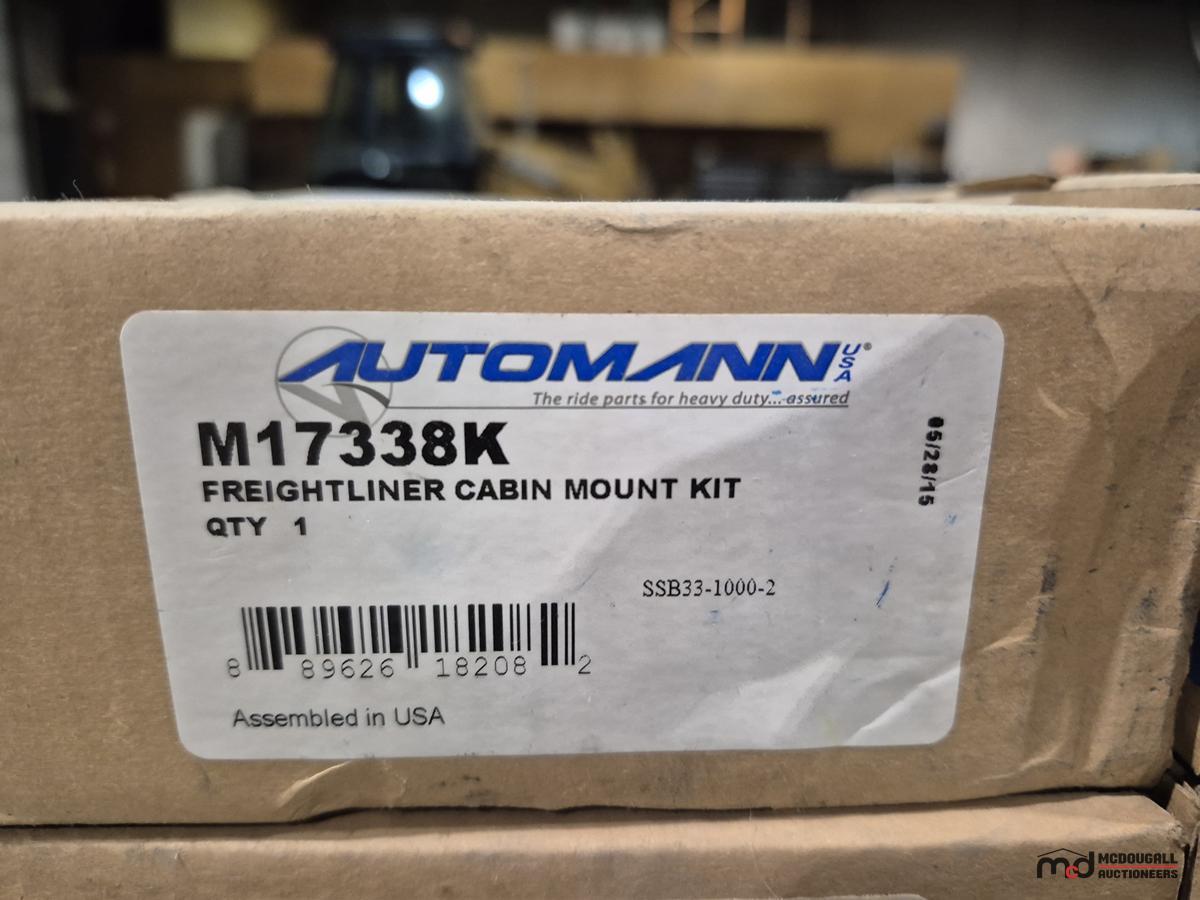 AUTOMANN USA®
The ride parts for heavy duty... assured
M17338K
FREIGHTLINER CABIN MOUNT KIT
QTY 1
05/28/15
SSB33-1000-2
8 89626 18208 2
Assembled in USA
mcd MCDOUGALL
AUCTIONEERS